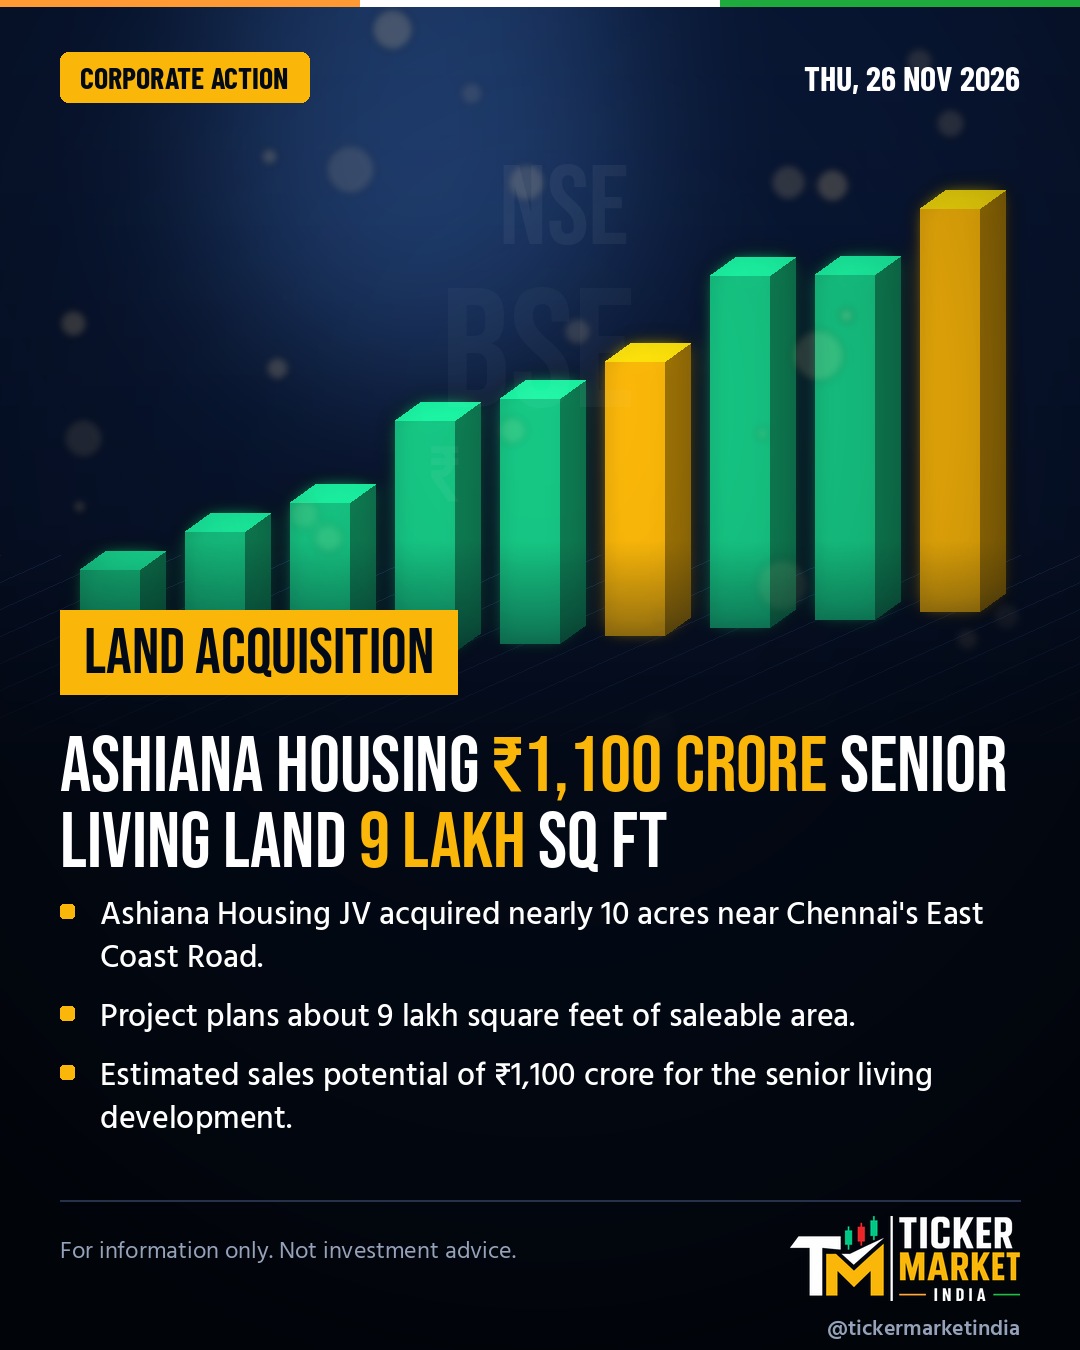 CORPORATE ACTION
THU, 26 NOV 2026
NSE
BSE
₹
LAND ACQUISITION
ASHIANA HOUSING ₹1,100 CRORE SENIOR
LIVING LAND 9 LAKH SQ FT
Ashiana Housing JV acquired nearly 10 acres near Chennai's East
Coast Road.
Project plans about 9 lakh square feet of saleable area.
Estimated sales potential of ₹1,100 crore for the senior living
development.
For information only. Not investment advice.
TM
TICKER
MARKET
INDIA
@tickermarketindia